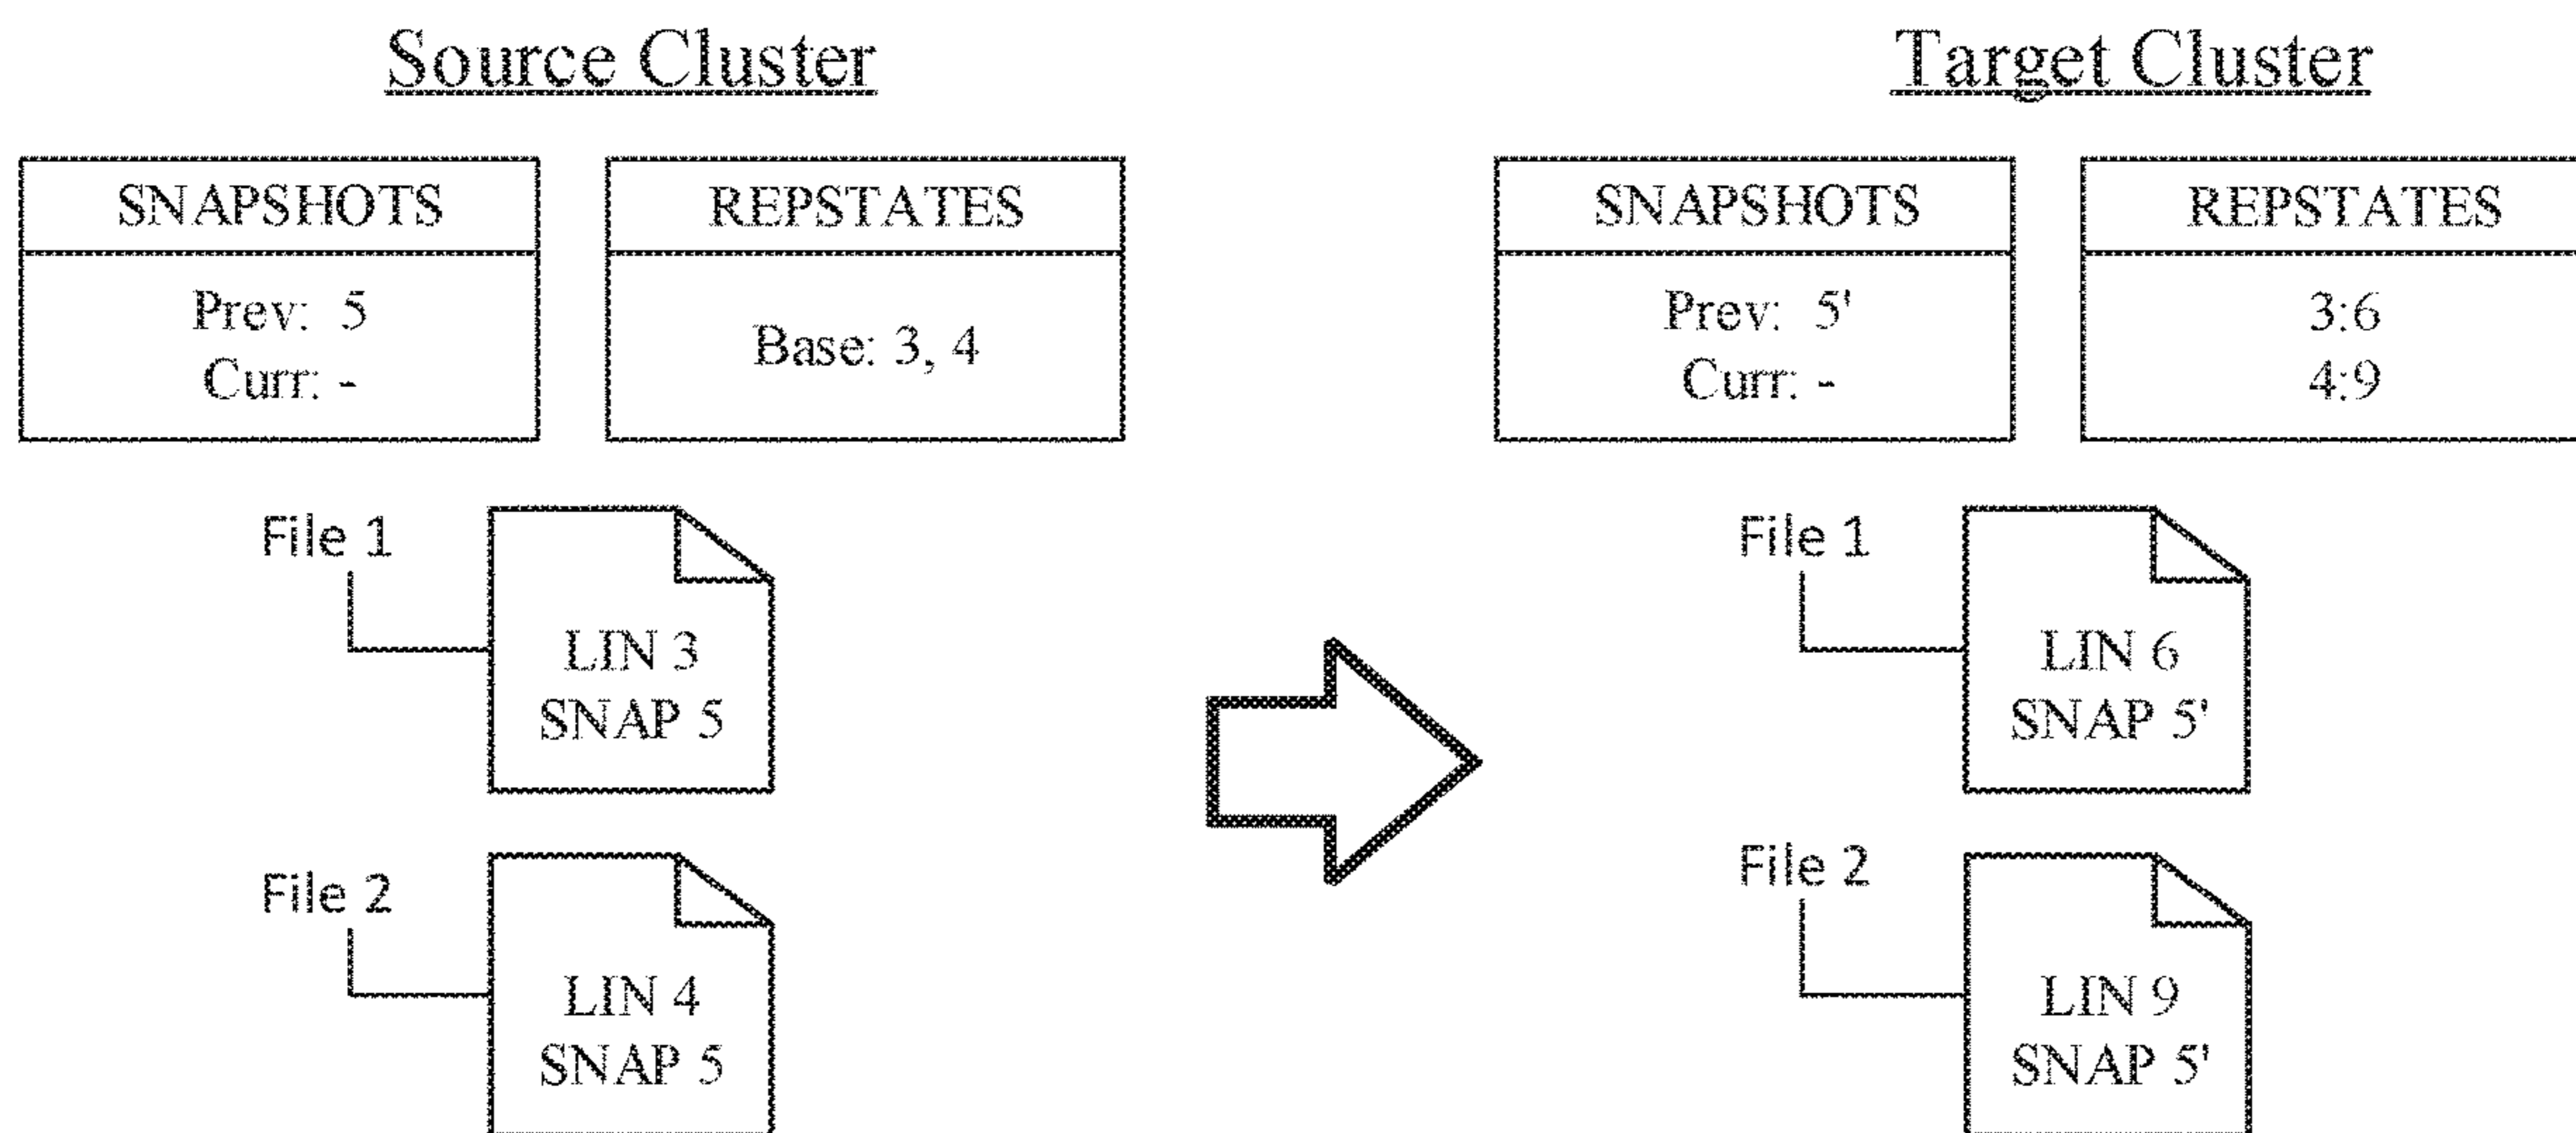 Source Cluster
SNAPSHOTS
Prev: 5
Curr: -
REPSTATES
Base: 3, 4
File 1
LIN 3
SNAP 5
File 2
LIN 4
SNAP 5
Target Cluster
SNAPSHOTS
Prev: 5'
Curr: -
REPSTATES
3:6
4:9
File 1
LIN 6
SNAP 5'
File 2
LIN 9
SNAP 5'